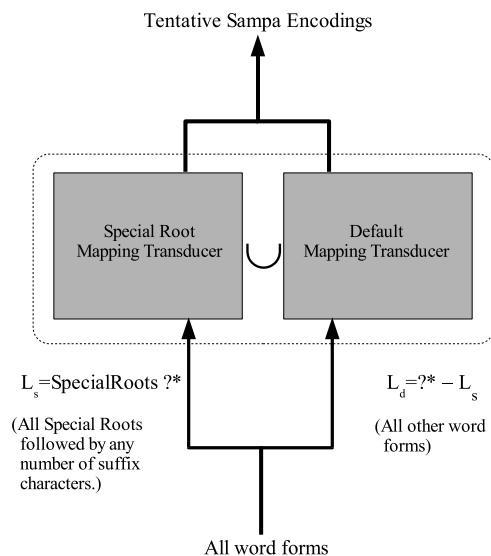 Tentative Sampa Encodings
Special Root
Mapping Transducer
∪
Default
Mapping Transducer
Lₛ=SpecialRoots ?*
(All Special Roots
followed by any
number of suffix
characters.)
L_d=?* – Lₛ
(All other word
forms)
All word forms